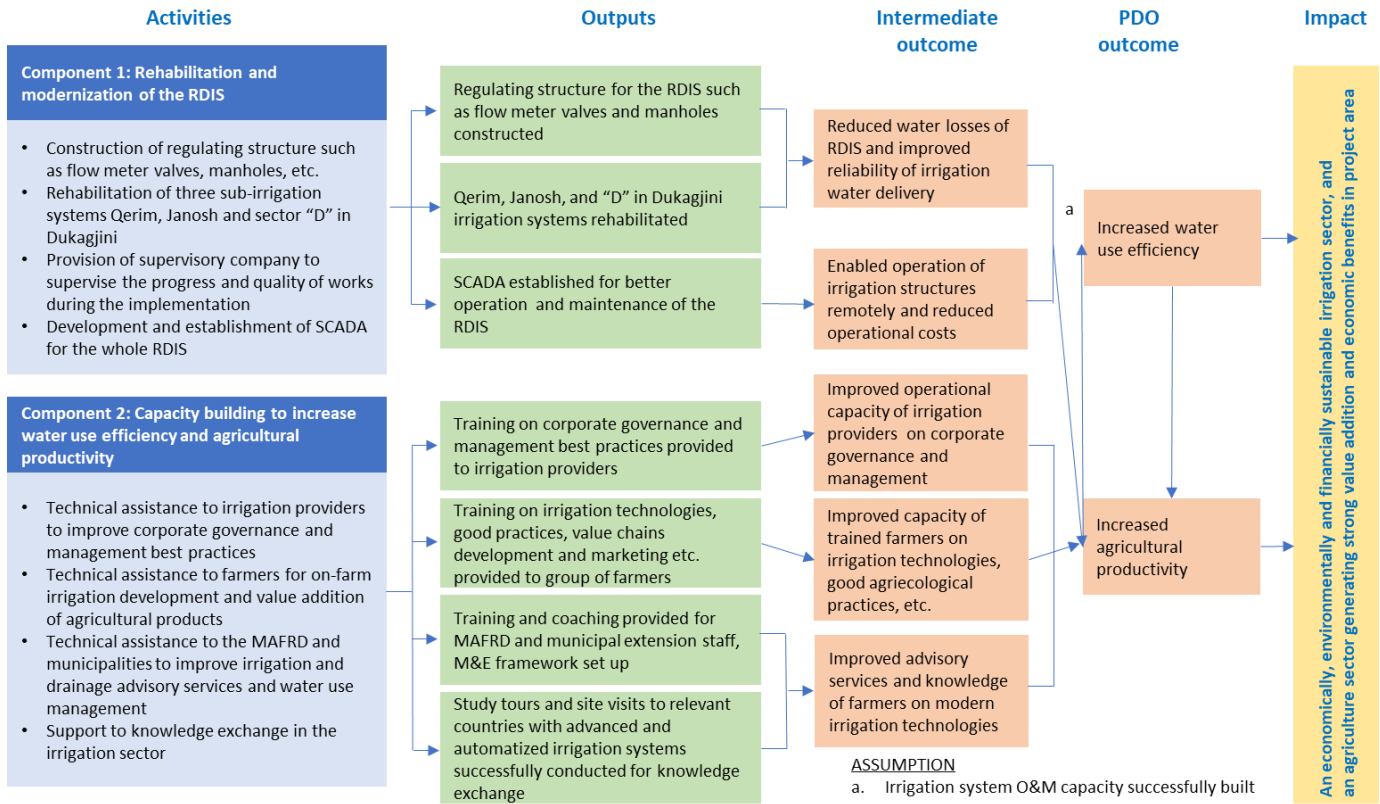 Activities
Outputs
Intermediate
outcome
PDO
outcome
Impact
Component 1: Rehabilitation and
modernization of the RDIS
• Construction of regulating structure such
as flow meter valves, manholes, etc.
• Rehabilitation of three sub-irrigation
systems Qerim, Janosh and sector “D” in
Dukagjini
• Provision of supervisory company to
supervise the progress and quality of works
during the implementation
• Development and establishment of SCADA
for the whole RDIS
Component 2: Capacity building to increase
water use efficiency and agricultural
productivity
• Technical assistance to irrigation providers
to improve corporate governance and
management best practices
• Technical assistance to farmers for on-farm
irrigation development and value addition
of agricultural products
• Technical assistance to the MAFRD and
municipalities to improve irrigation and
drainage advisory services and water use
management
• Support to knowledge exchange in the
irrigation sector
Regulating structure for the RDIS such
as flow meter valves and manholes
constructed
Qerim, Janosh, and “D” in Dukagjini
irrigation systems rehabilitated
SCADA established for better
operation and maintenance of the
RDIS
Training on corporate governance and
management best practices provided
to irrigation providers
Training on irrigation technologies,
good practices, value chains
development and marketing etc.
provided to group of farmers
Training and coaching provided for
MAFRD and municipal extension staff,
M&E framework set up
Study tours and site visits to relevant
countries with advanced and
automatized irrigation systems
successfully conducted for knowledge
exchange
Reduced water losses of
RDIS and improved
reliability of irrigation
water delivery
Enabled operation of
irrigation structures
remotely and reduced
operational costs
Improved operational
capacity of irrigation
providers on corporate
governance and
management
Improved capacity of
trained farmers on
irrigation technologies,
good agriecological
practices, etc.
Improved advisory
services and knowledge
of farmers on modern
irrigation technologies
a
Increased water
use efficiency
Increased
agricultural
productivity
An economically, environmentally and financially sustainable irrigation sector, and
an agriculture sector generating strong value addition and economic benefits in project area
ASSUMPTION
a. Irrigation system O&M capacity successfully built